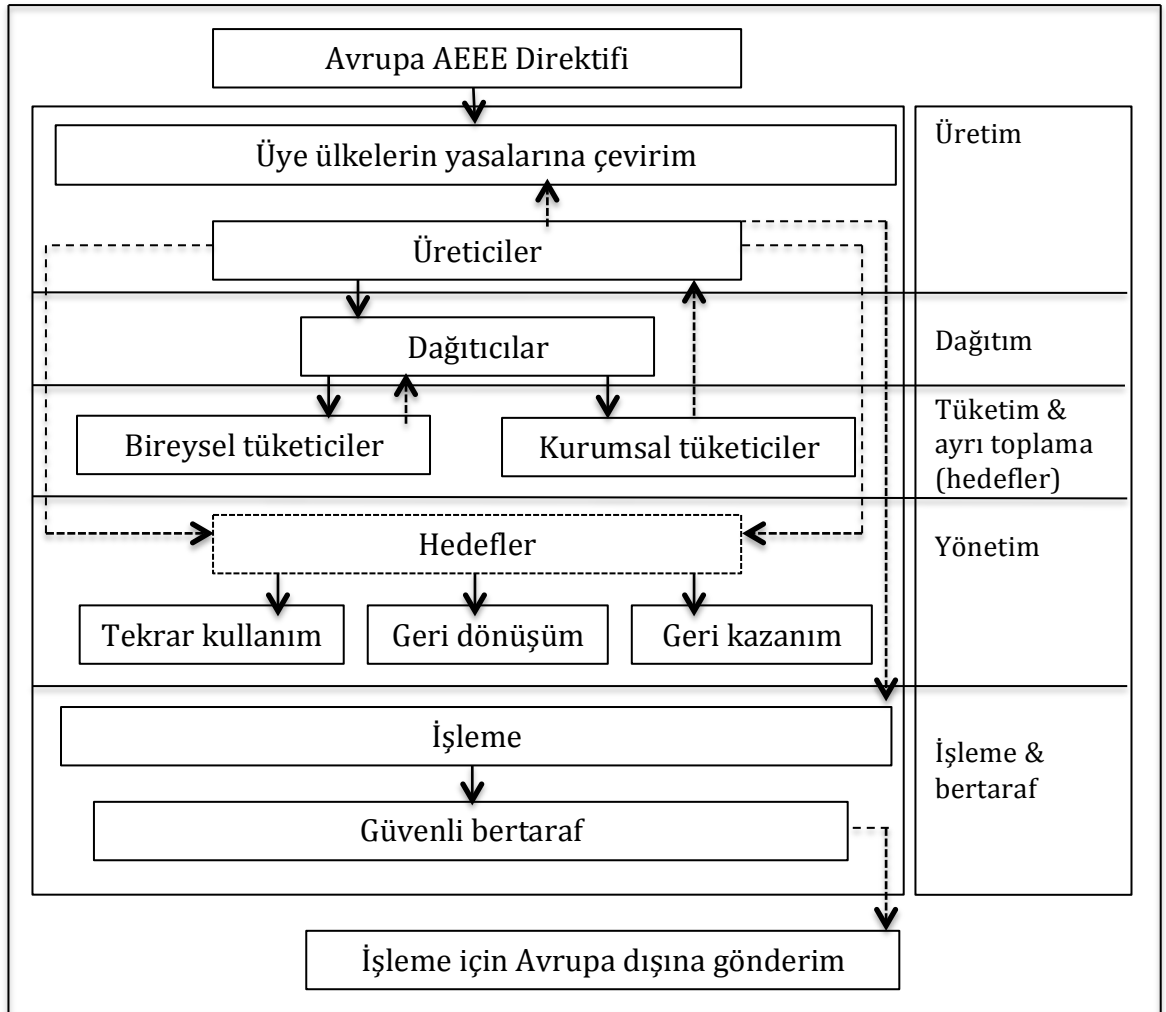 Avrupa AEEE Direktifi
Üye ülkelerin yasalarına çevirim
Üretim
Üreticiler
Dağıtıcılar
Dağıtım
Bireysel tüketiciler
Kurumsal tüketiciler
Tüketim &
ayrı toplama
(hedefler)
Hedefler
Yönetim
Tekrar kullanım
Geri dönüşüm
Geri kazanım
İşleme
Güvenli bertaraf
İşleme &
bertaraf
İşleme için Avrupa dışına gönderim